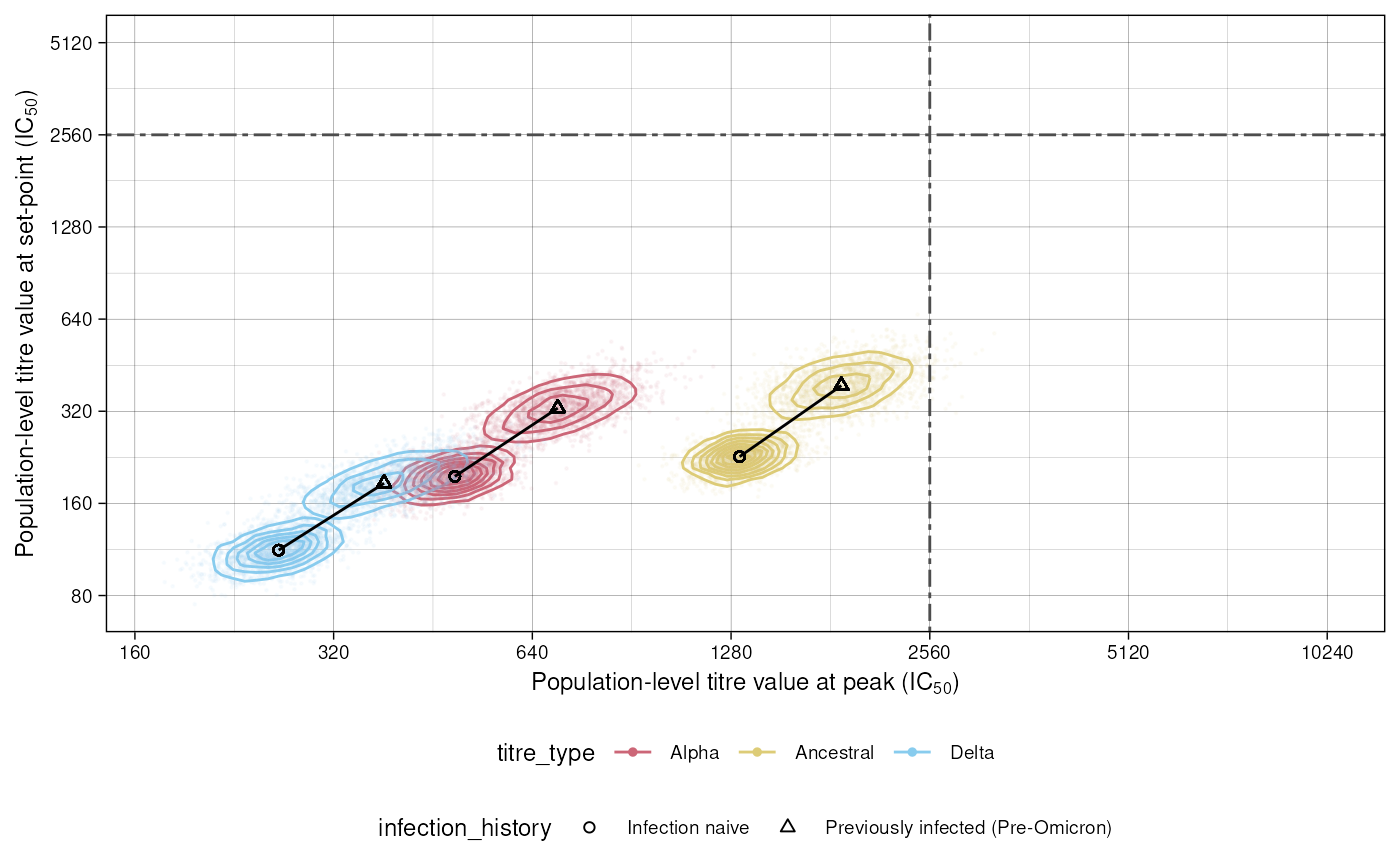 Population-level titre value at set-point (IC50)
5120
2560
1280
640
320
160
80
160 320 640 1280 2560 5120 10240
Population-level titre value at peak (IC50)
titre_type Alpha Ancestral Delta
infection_history Infection naive Previously infected (Pre-Omicron)